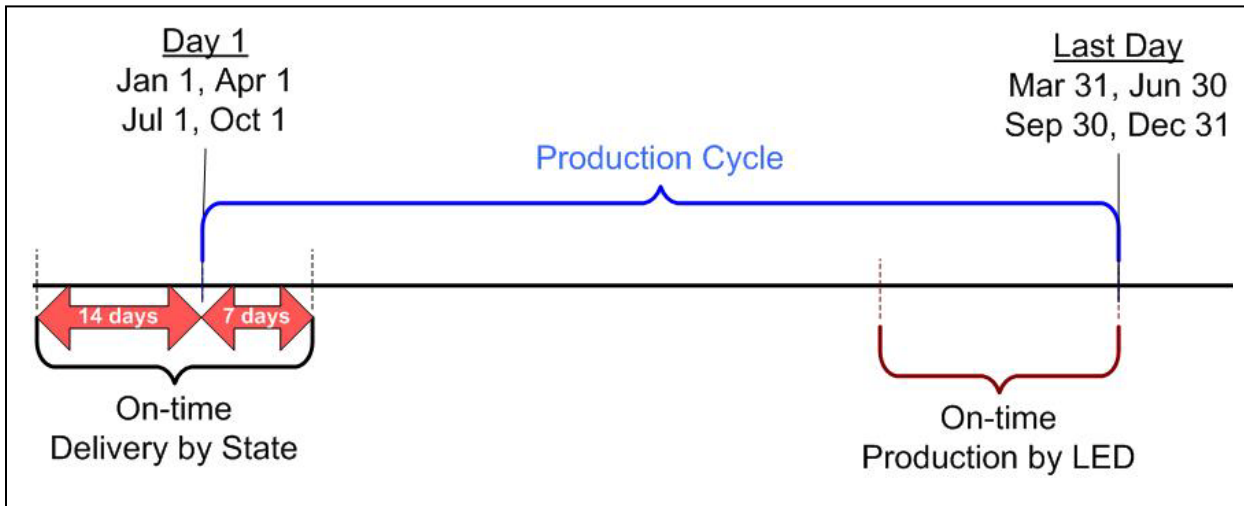 Day 1
Jan 1, Apr 1
Jul 1, Oct 1
Last Day
Mar 31, Jun 30
Sep 30, Dec 31
Production Cycle
14 days
7 days
On-time
Delivery by State
On-time
Production by LED